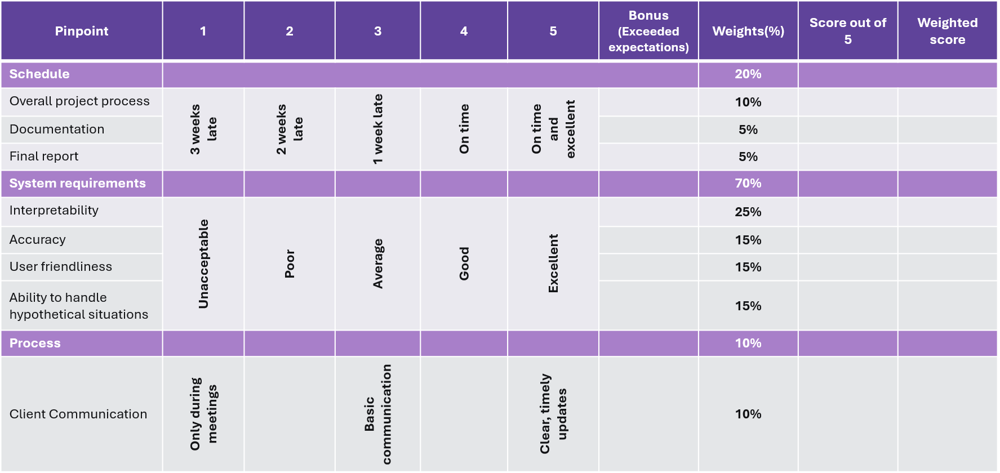 Pinpoint
1
2
3
4
5
Bonus
(Exceeded
expectations)
Weights(%)
Score out of
5
Weighted
score
Schedule
20%
Overall project process
3 weeks
late
2 weeks
late
1 week late
On time
On time
and
excellent
10%
Documentation
5%
Final report
5%
System requirements
70%
Interpretability
Unacceptable
Poor
Average
Good
Excellent
25%
Accuracy
15%
User friendliness
15%
Ability to handle
hypothetical situations
15%
Process
10%
Client Communication
Only during
meetings
Basic
communication
Clear, timely
updates
10%